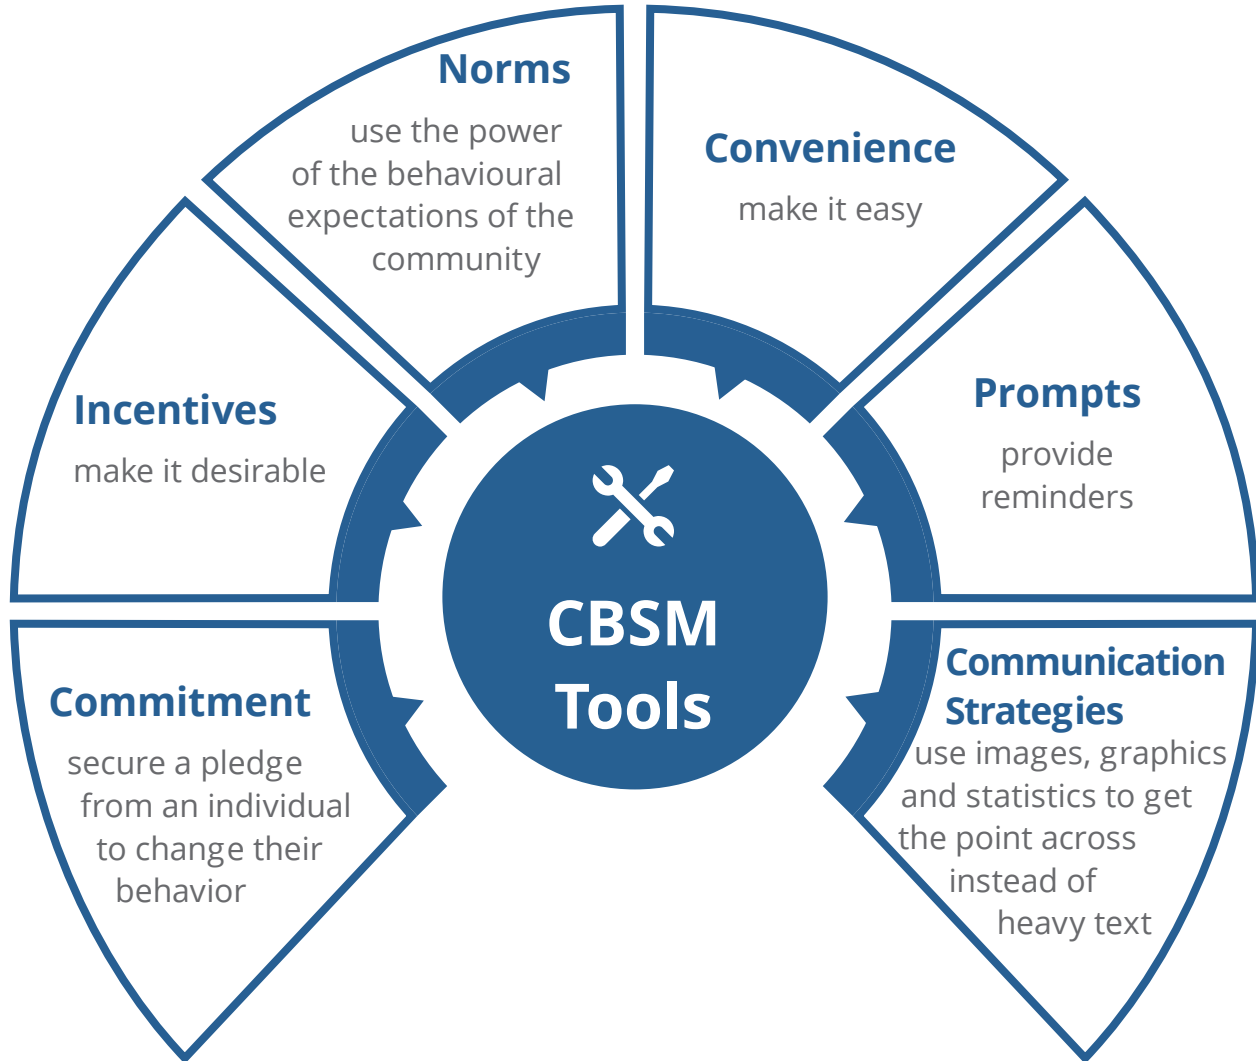 Norms
use the power
of the behavioural
expectations of the
community
Convenience
make it easy
Incentives
make it desirable
Prompts
provide
reminders
CBSM
Tools
Commitment
secure a pledge
from an individual
to change their
behavior
Communication
Strategies
use images, graphics
and statistics to get
the point across
instead of
heavy text